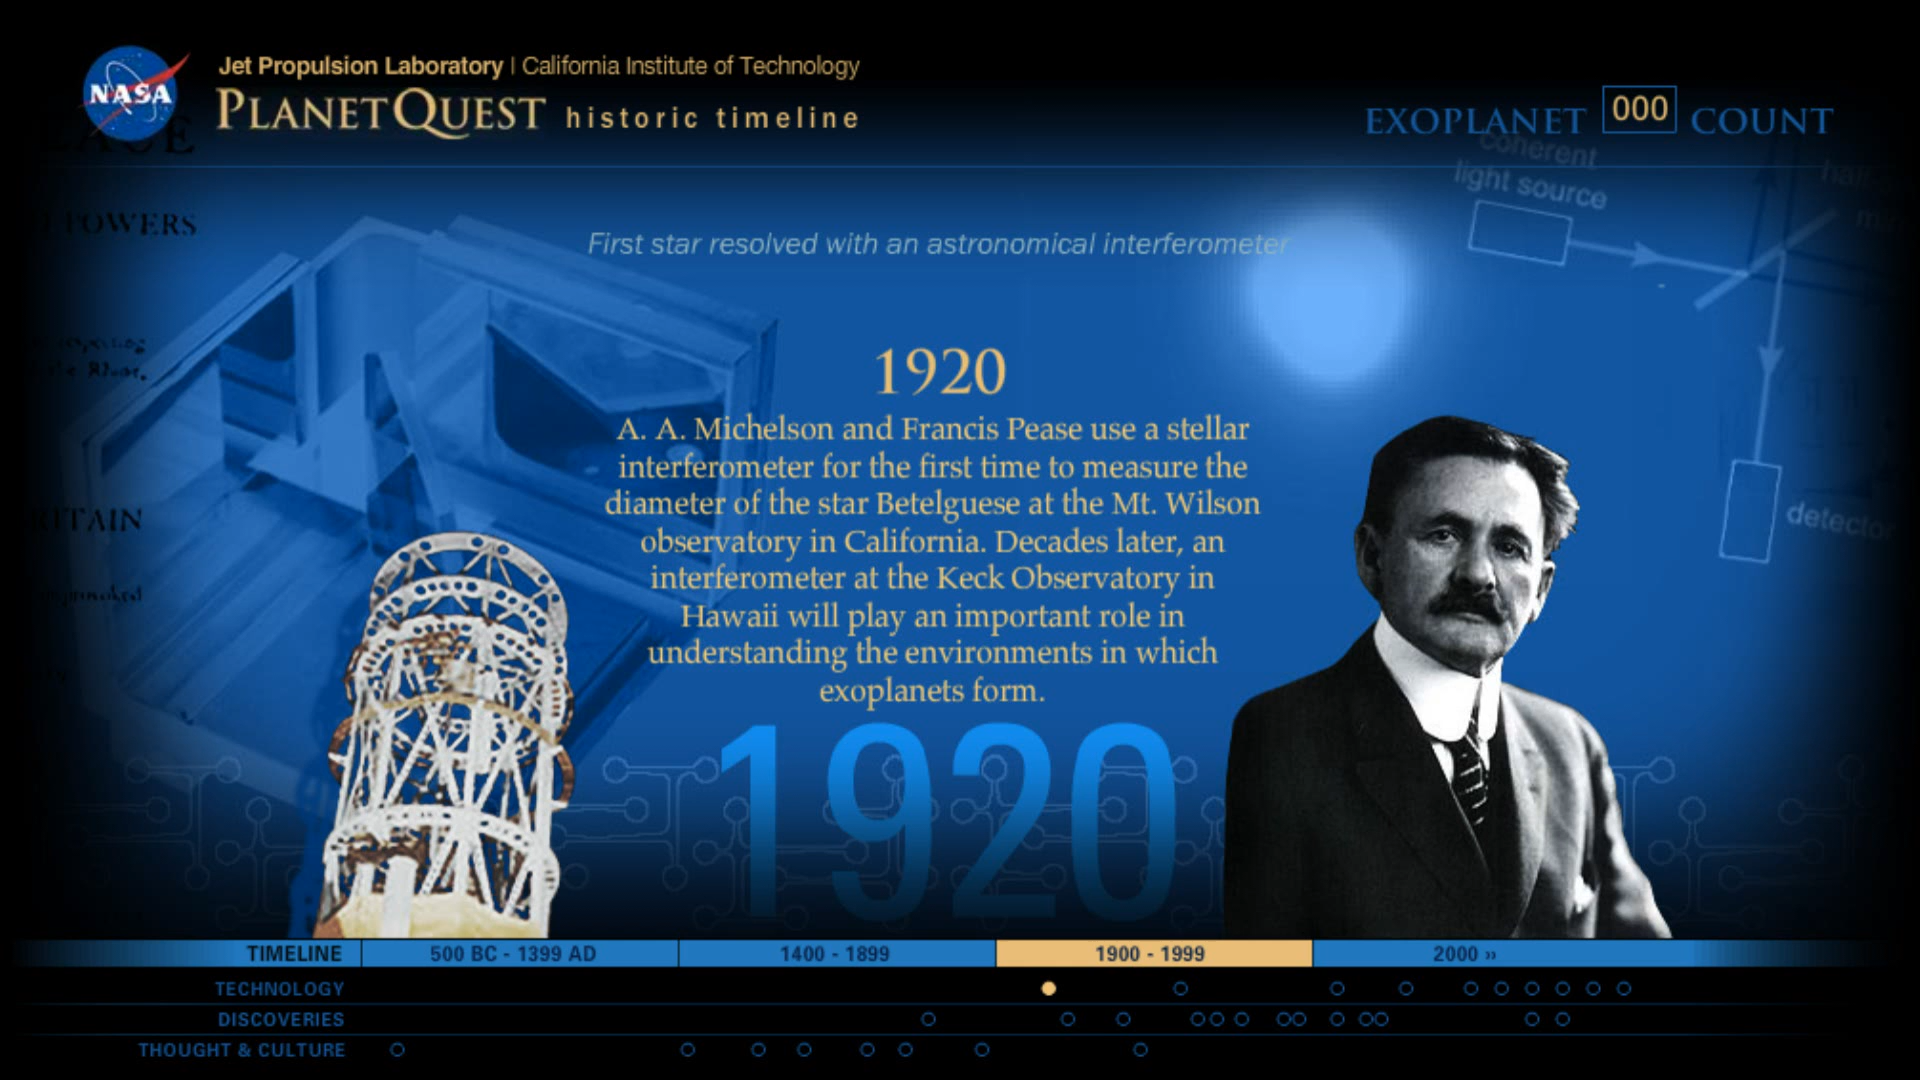 NASA
Jet Propulsion Laboratory | California Institute of Technology
PLANETQUEST historic timeline
EXOPLANET 000 COUNT
coherent
light source
POWERS
First star resolved with an astronomical interferometer
1920
A. A. Michelson and Francis Pease use a stellar
interferometer for the first time to measure the
diameter of the star Betelguese at the Mt. Wilson
observatory in California. Decades later, an
interferometer at the Keck Observatory in
Hawaii will play an important role in
understanding the environments in which
exoplanets form.
detector
1920
TIMELINE 500 BC - 1399 AD 1400 - 1899 1900 - 1999 2000 »
TECHNOLOGY
DISCOVERIES
THOUGHT & CULTURE